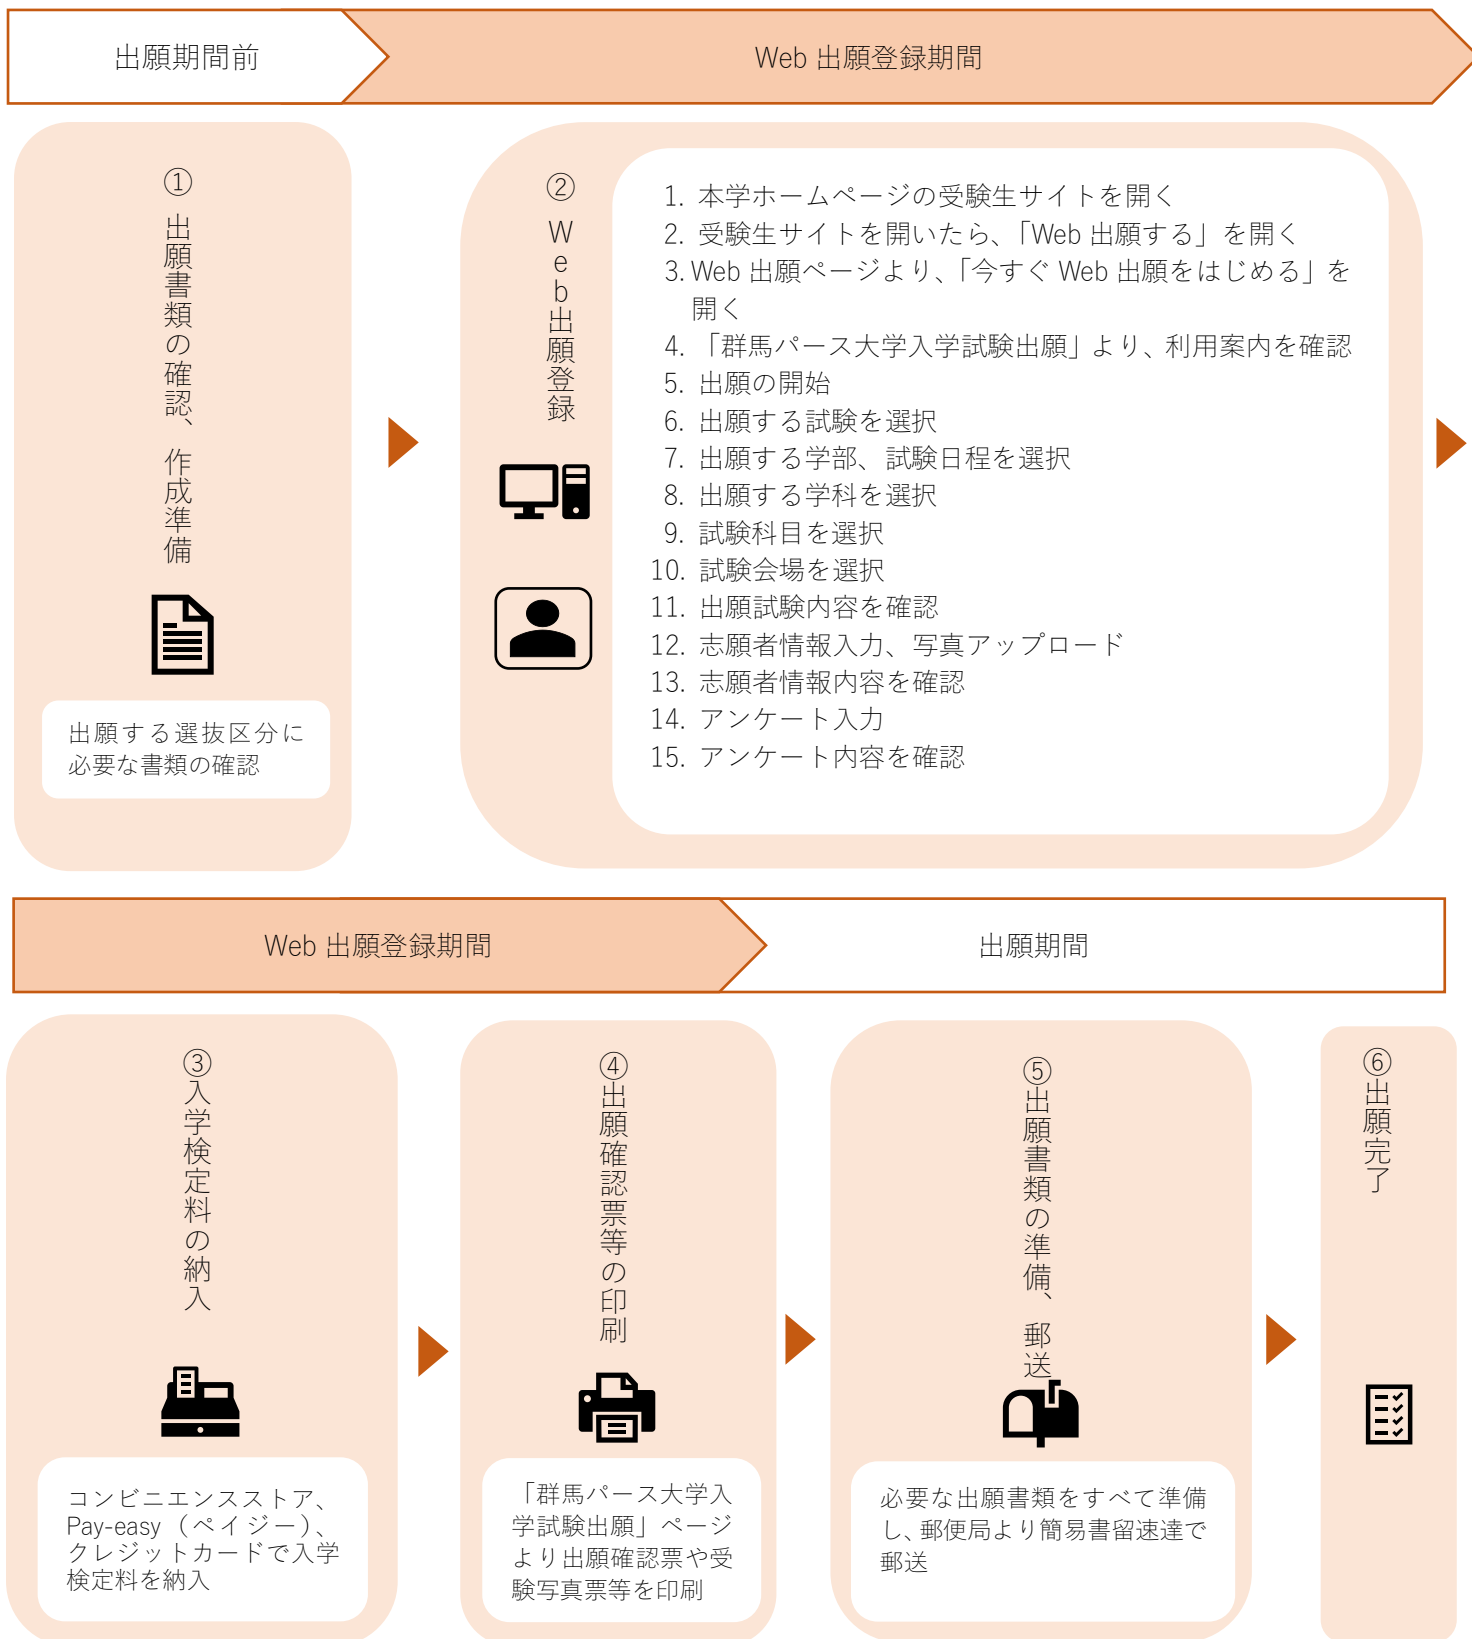 出願期間前
Web 出願登録期間
① 出願書類の確認、作成準備
出願する選抜区分に
必要な書類の確認
② Web出願登録
1. 本学ホームページの受験生サイトを開く
2. 受験生サイトを開いたら、「Web 出願する」を開く
3. Web 出願ページより、「今すぐ Web 出願をはじめる」を
開く
4. 「群馬パース大学入学試験出願」より、利用案内を確認
5. 出願の開始
6. 出願する試験を選択
7. 出願する学部、試験日程を選択
8. 出願する学科を選択
9. 試験科目を選択
10. 試験会場を選択
11. 出願試験内容を確認
12. 志願者情報入力、写真アップロード
13. 志願者情報内容を確認
14. アンケート入力
15. アンケート内容を確認
Web 出願登録期間
出願期間
③入学検定料の納入
コンビニエンスストア、
Pay-easy（ペイジー）、
クレジットカードで入学
検定料を納入
④出願確認票等の印刷
「群馬パース大学入
学試験出願」ページ
より出願確認票や受
験写真票等を印刷
⑤出願書類の準備、郵送
必要な出願書類をすべて準備
し、郵便局より簡易書留速達で
郵送
⑥出願完了